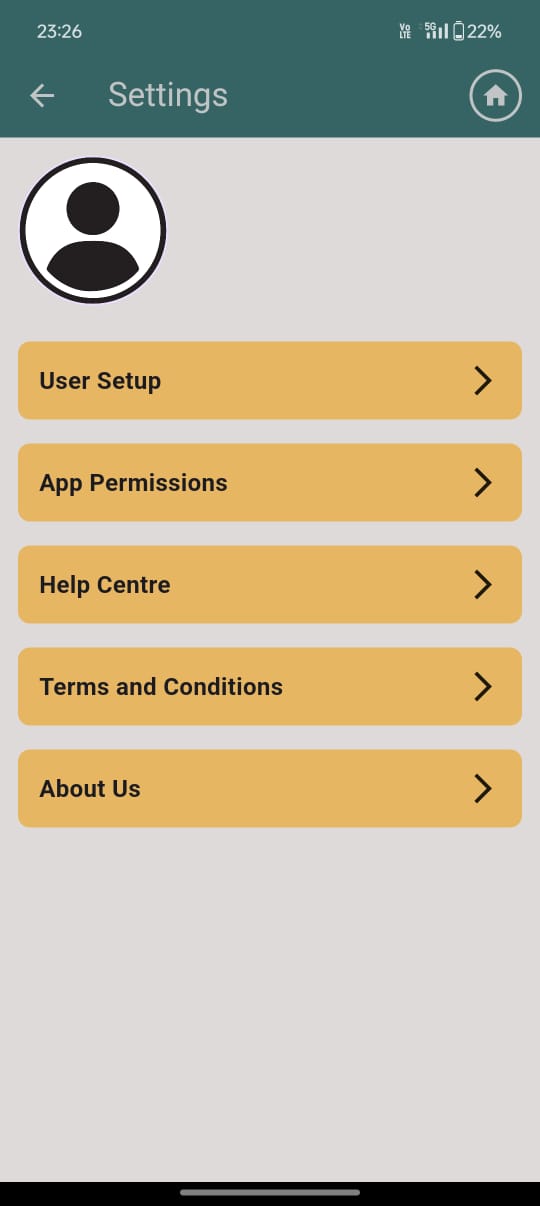 23:26
Vo LTE 5G 22%
Settings
User Setup
App Permissions
Help Centre
Terms and Conditions
About Us